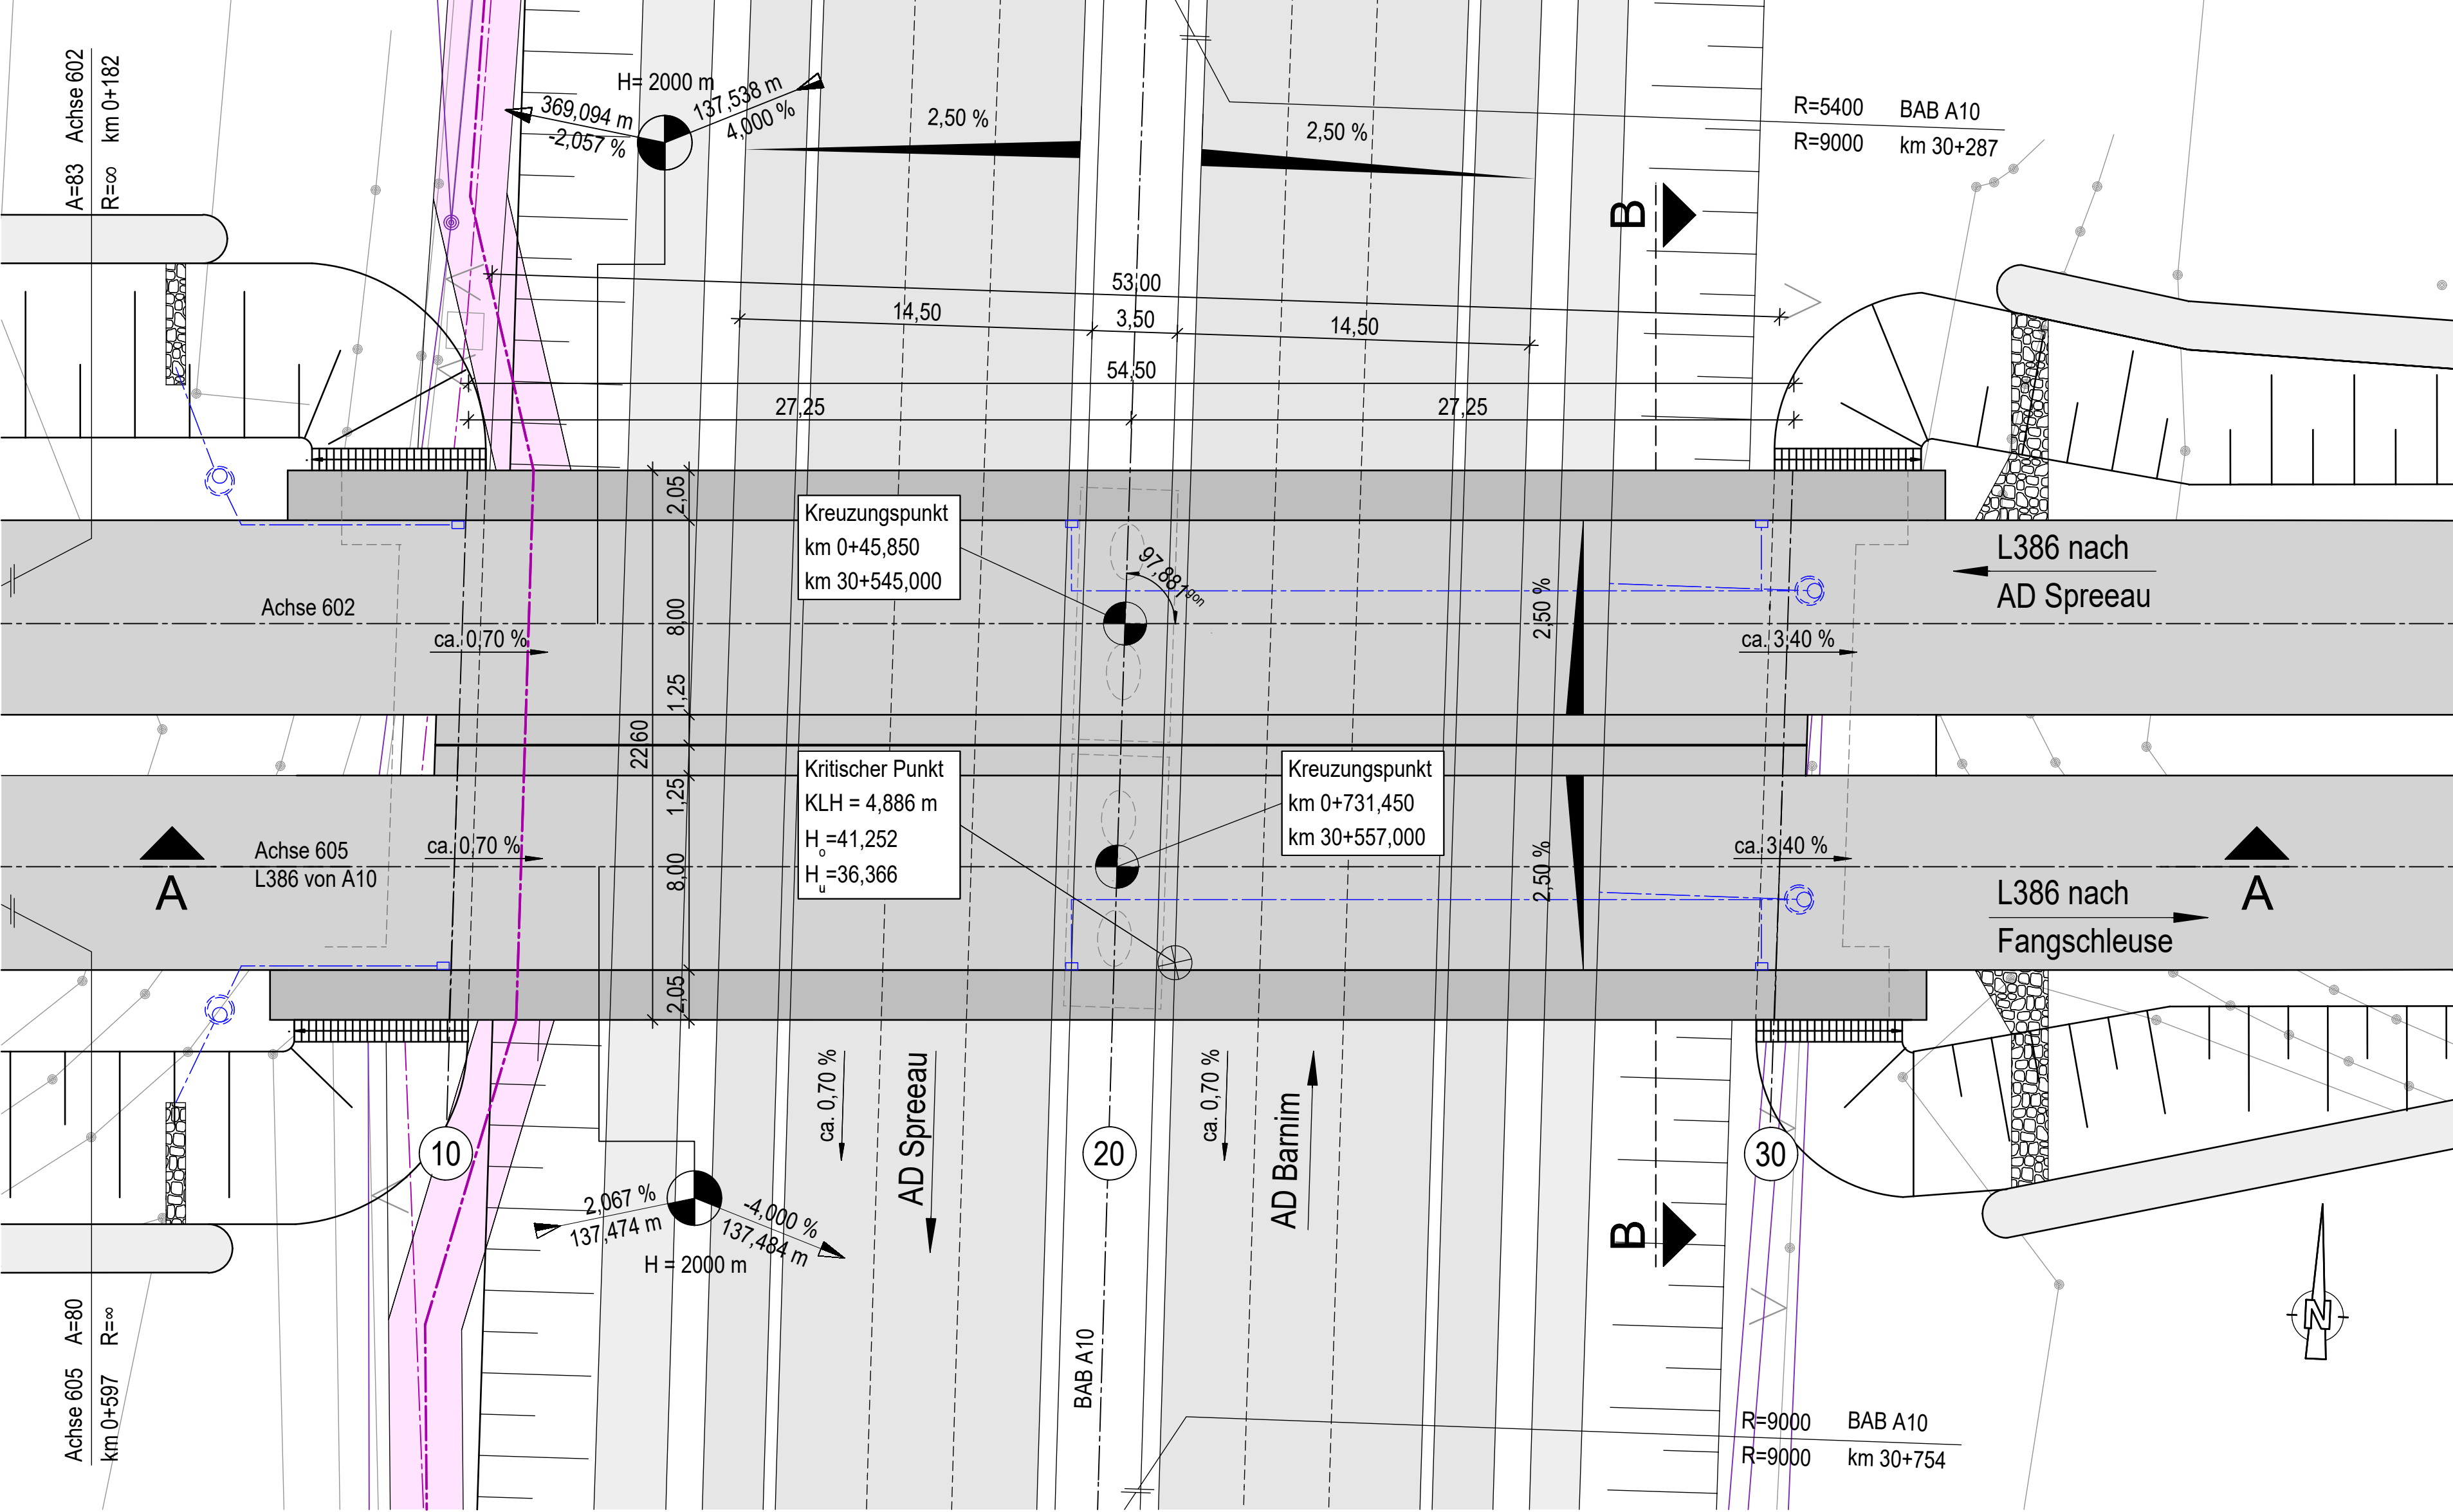 Achse 602
km 0+182
A=83
R=∞
H= 2000 m
369,094 m
-2,057 %
137,538 m
4,000 %
2,50 %
2,50 %
R=5400 BAB A10
R=9000 km 30+287
B
53,00
14,50
3,50
14,50
54,50
27,25
27,25
2,05
Kreuzungspunkt
km 0+45,850
km 30+545,000
97,881gon
L386 nach
AD Spreeau
Achse 602
ca. 0,70 %
8,00
2,50 %
ca. 3,40 %
1,25
22,60
Kritischer Punkt
KLH = 4,886 m
Ho=41,252
Hu=36,366
Kreuzungspunkt
km 0+731,450
km 30+557,000
1,25
ca. 0,70 %
Achse 605
L386 von A10
A
8,00
2,50 %
ca. 3,40 %
L386 nach
Fangschleuse
A
2,05
ca. 0,70 %
AD Spreeau
ca. 0,70 %
AD Barnim
10
20
30
2,067 %
137,474 m
-4,000 %
137,484 m
H = 2000 m
B
N
BAB A10
Achse 605
km 0+597
A=80
R=∞
R=9000 BAB A10
R=9000 km 30+754